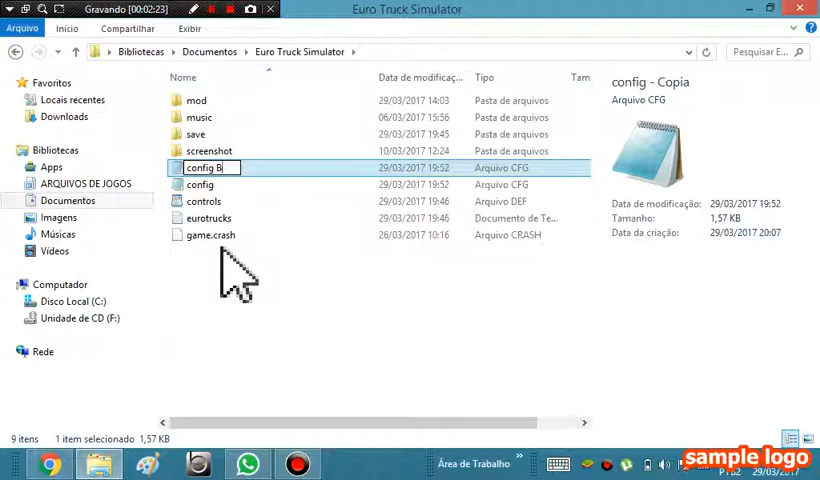 Gravando [00:02:23]
Euro Truck Simulator
Arquivo Início Compartilhar Exibir
Bibliotecas Documentos Euro Truck Simulator
Pesquisar E...
Nome Data de modificaç... Tipo Tam
Favoritos
Locais recentes
Downloads
Bibliotecas
Apps
ARQUIVOS DE JOGOS
Documentos
Imagens
Músicas
Vídeos
Computador
Disco Local (C:)
Unidade de CD (F:)
Rede
mod 29/03/2017 14:03 Pasta de arquivos
music 06/03/2017 15:56 Pasta de arquivos
save 29/03/2017 19:45 Pasta de arquivos
screenshot 10/03/2017 12:24 Pasta de arquivos
config B 29/03/2017 19:52 Arquivo CFG
config 29/03/2017 19:52 Arquivo CFG
controls 29/03/2017 19:46 Arquivo DEF
eurotrucks 29/03/2017 19:46 Documento de Te...
game.crash 26/03/2017 10:16 Arquivo CRASH
config - Copia
Arquivo CFG
Data de modificação: 29/03/2017 19:52
Tamanho: 1,57 KB
Data da criação: 29/03/2017 20:07
9 itens 1 item selecionado 1,57 KB
Área de Trabalho
PTB2 29/03/2017
sample logo